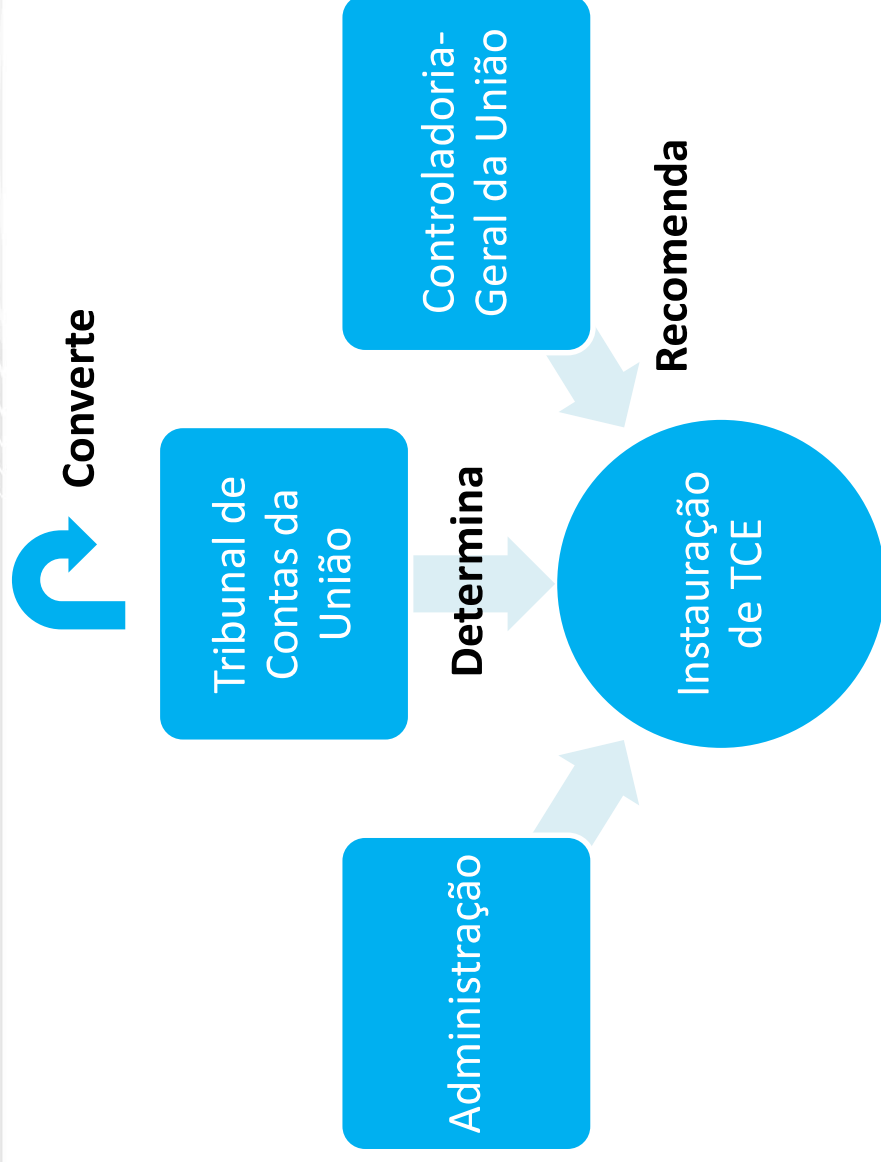 Converte
Tribunal de
Contas da
União
Controladoria-
Geral da União
Administração
Determina
Recomenda
Instauração
de TCE